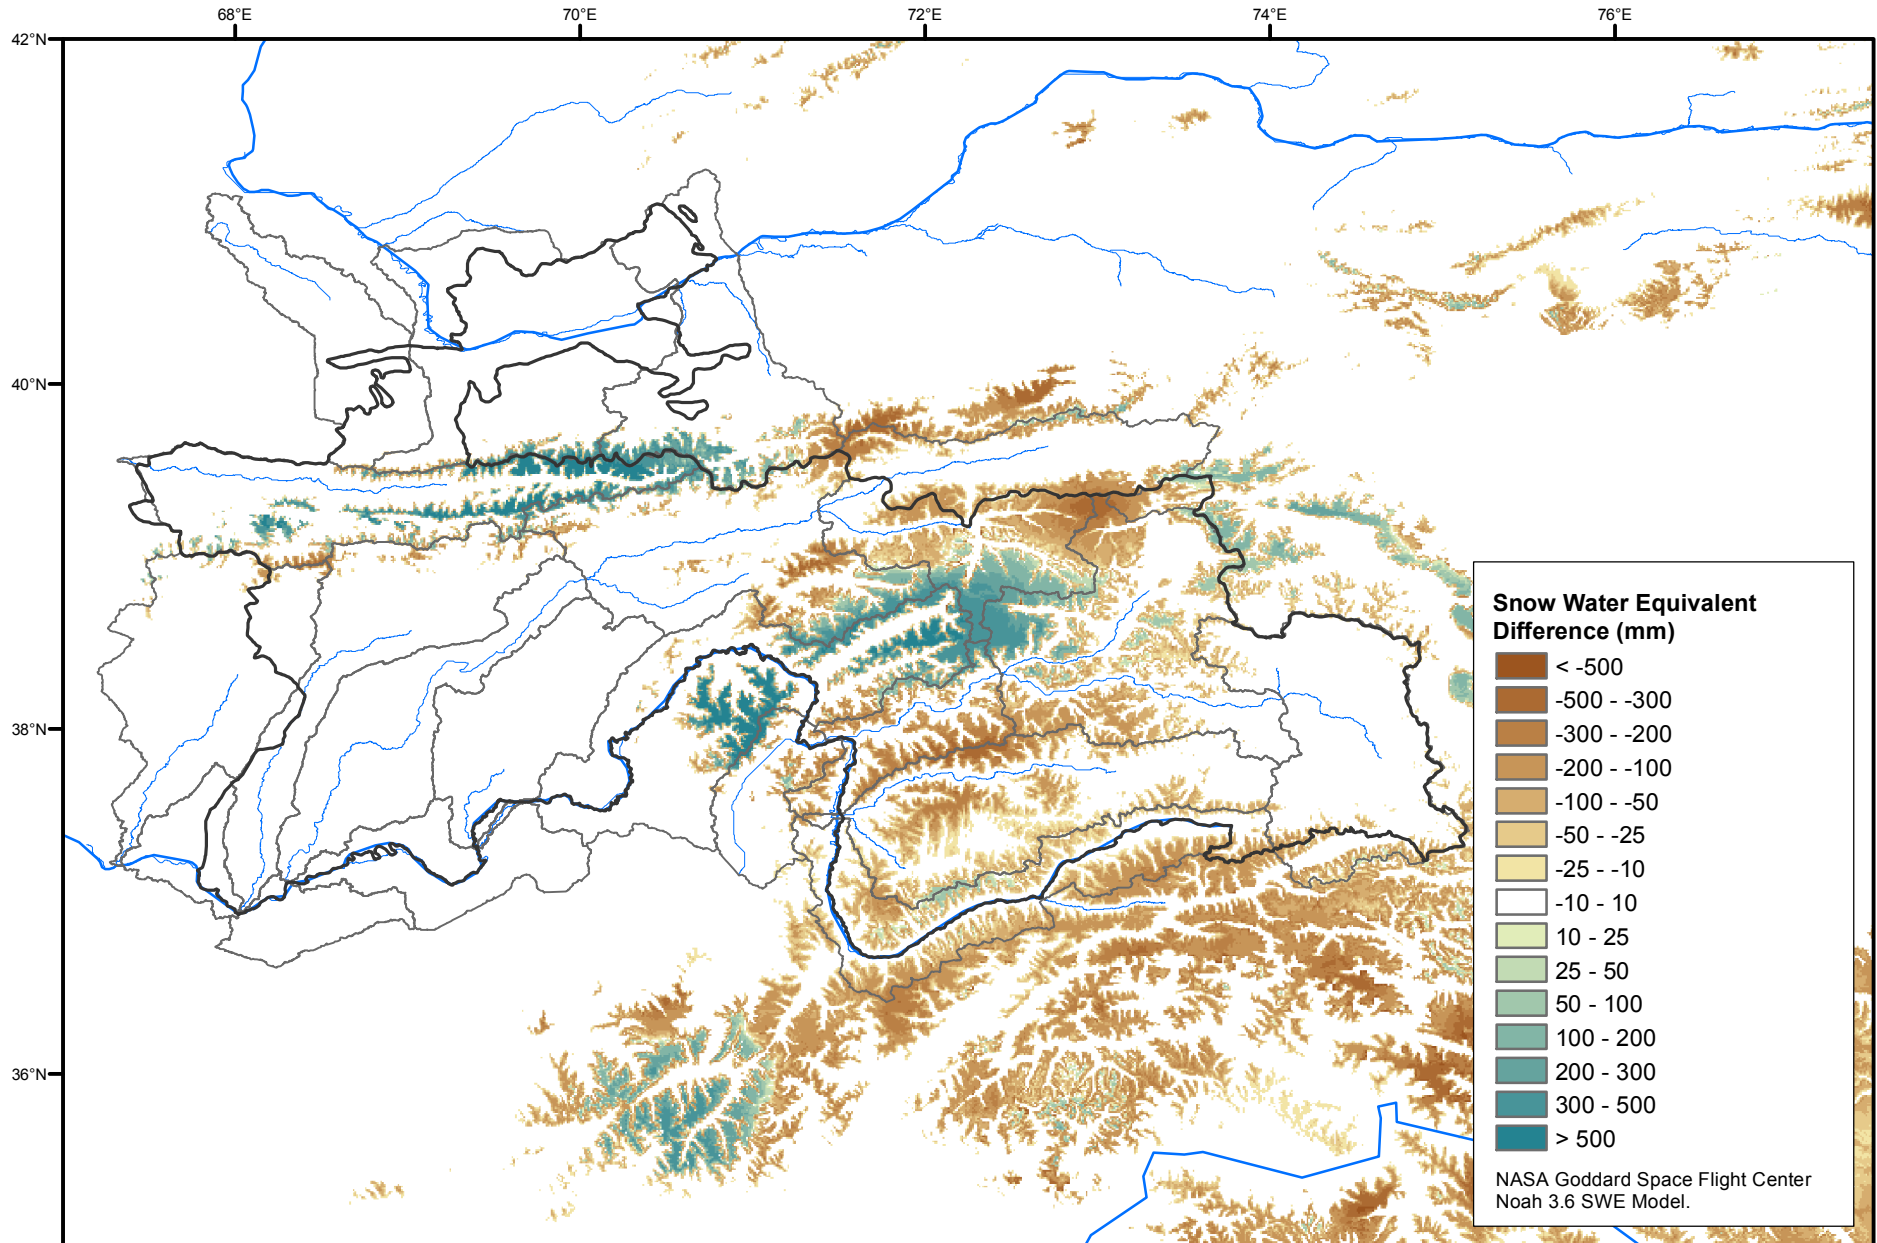 68°E
70°E
72°E
74°E
76°E
42°N
40°N
38°N
36°N
Snow Water Equivalent
Difference (mm)
< -500
-500 - -300
-300 - -200
-200 - -100
-100 - -50
-50 - -25
-25 - -10
-10 - 10
10 - 25
25 - 50
50 - 100
100 - 200
200 - 300
300 - 500
> 500
NASA Goddard Space Flight Center
Noah 3.6 SWE Model.